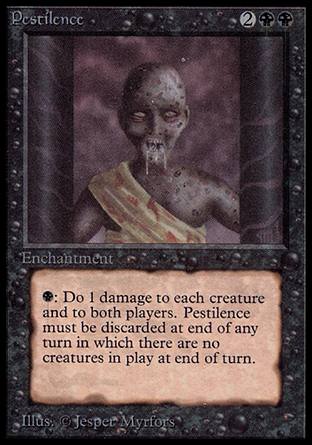 Pestilence 2
Enchantment
: Do 1 damage to each creature
and to both players. Pestilence
must be discarded at end of any
turn in which there are no
creatures in play at end of turn.
Illus. © Jesper Myrfors